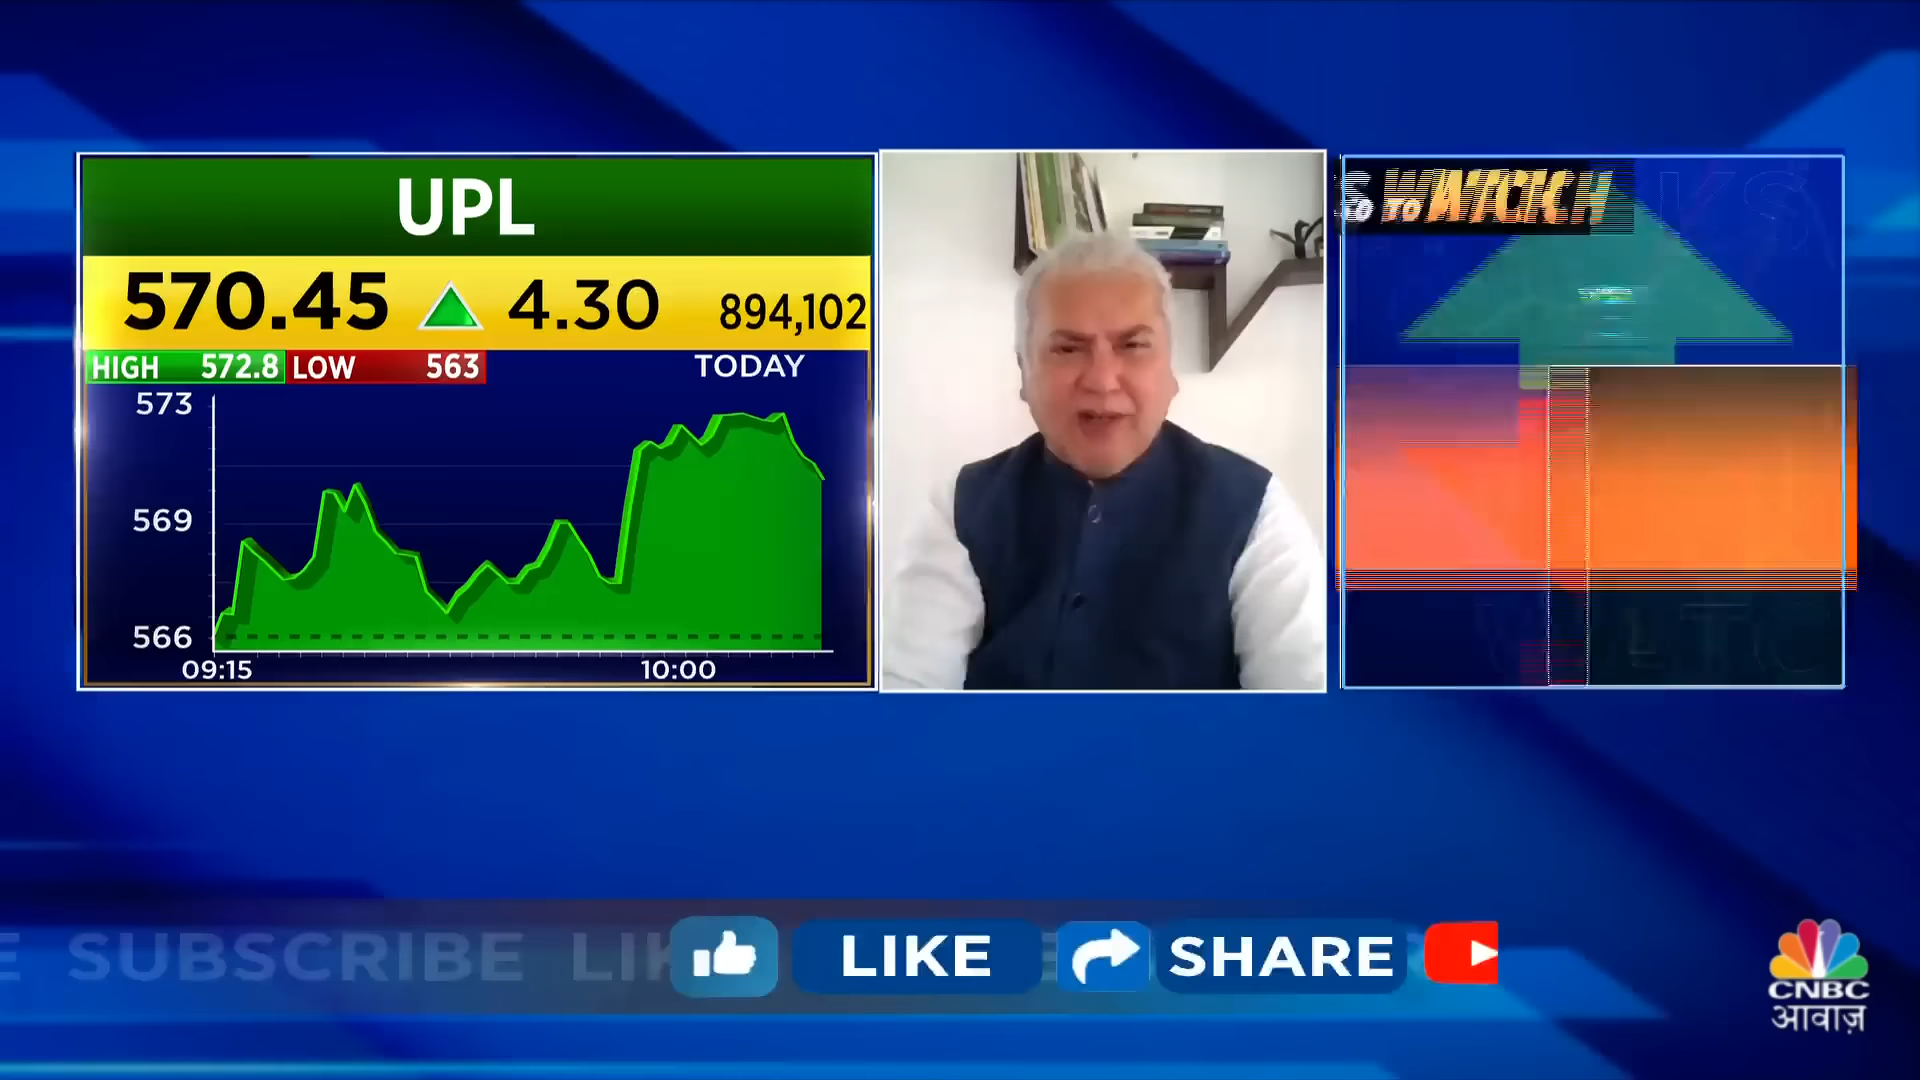 UPL
570.45 4.30 894,102
HIGH 572.8 LOW 563 TODAY
573
569
566
09:15 10:00
TO WATCH
SUBSCRIBE
LIKE SHARE
CNBC
आवाज़